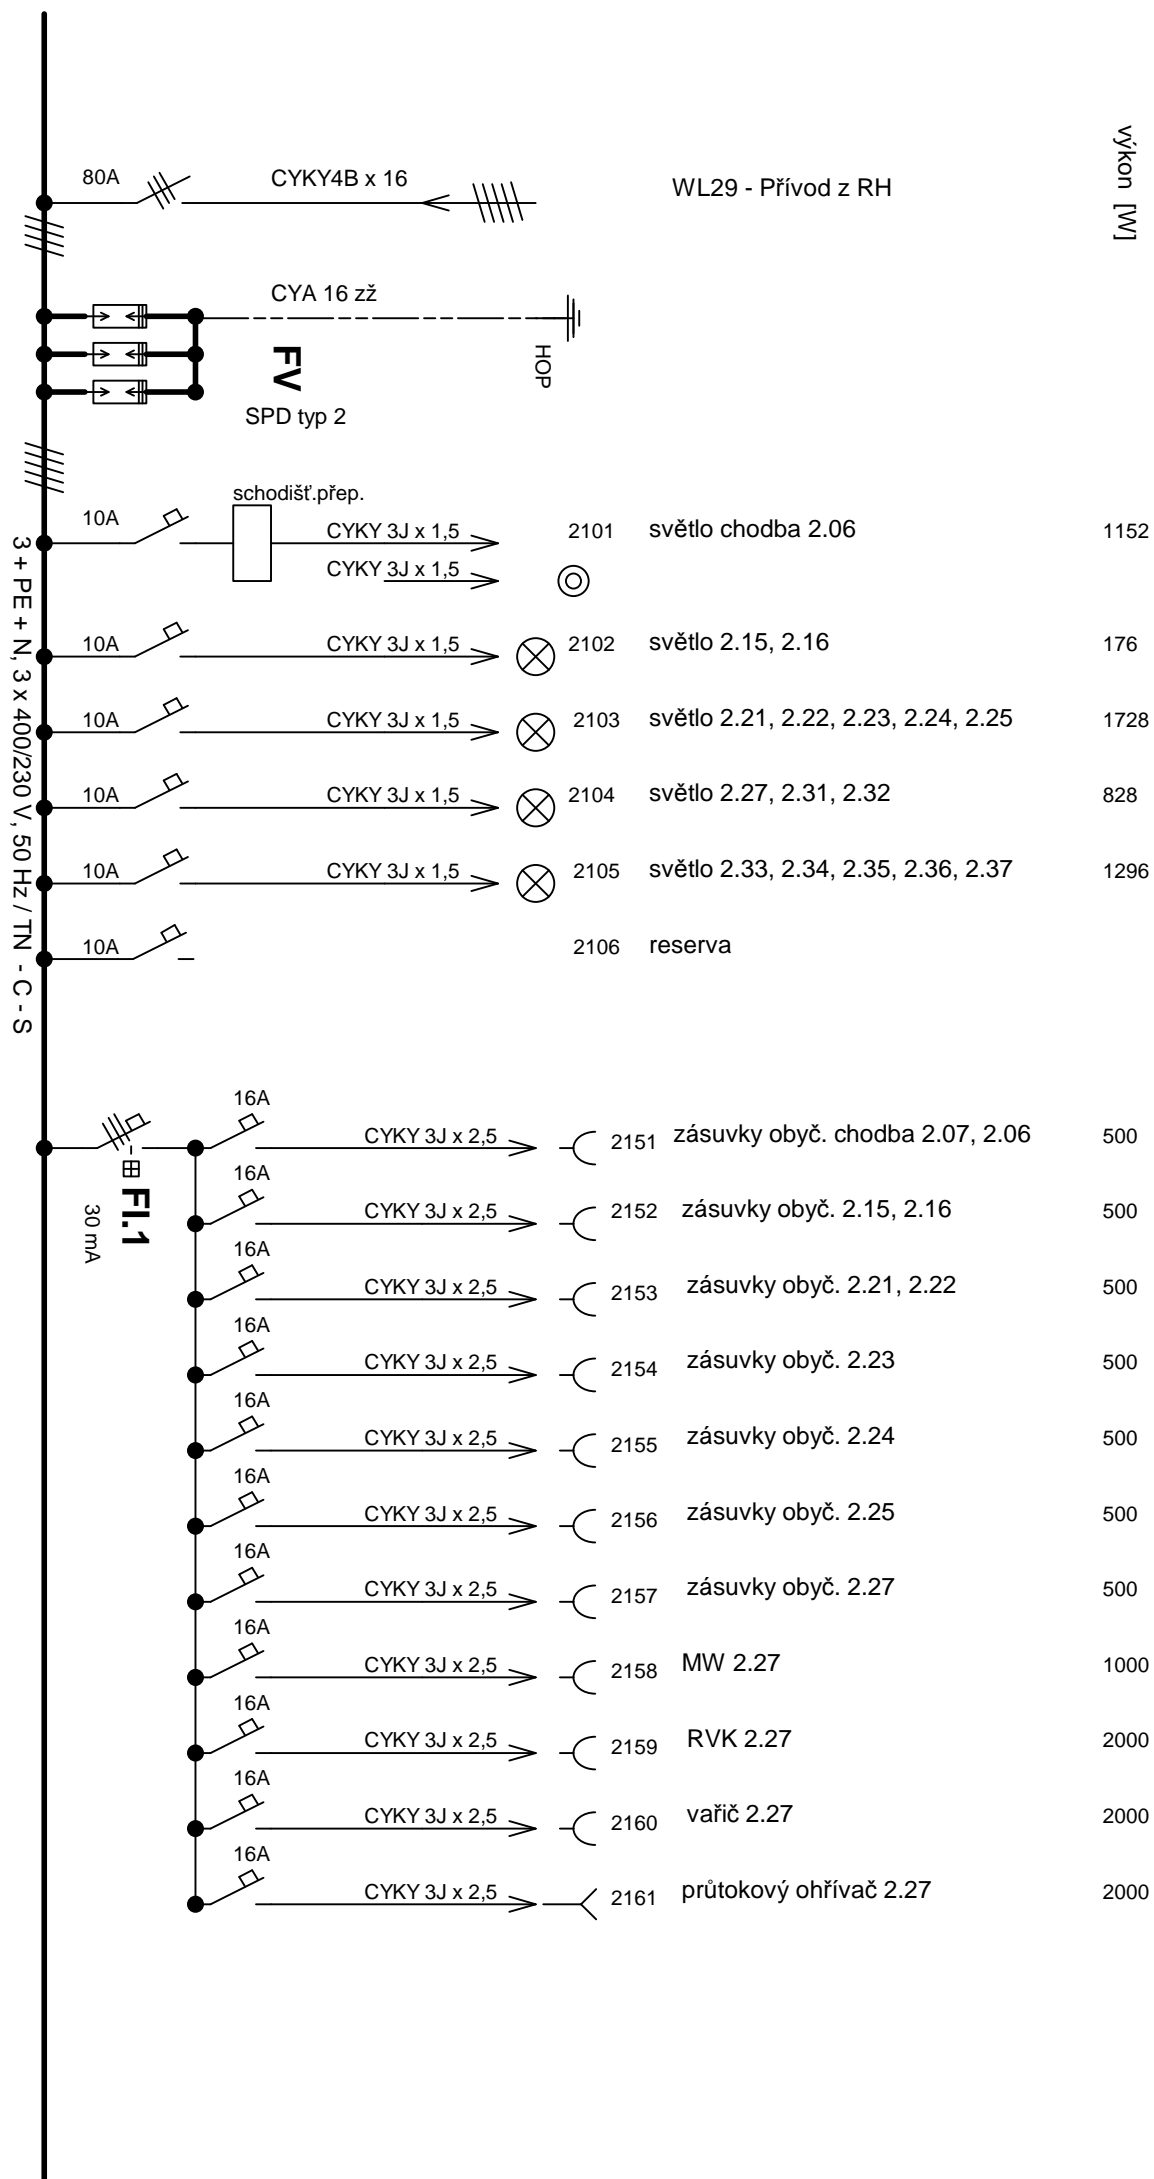 výkon [W]
80A
CYKY4B x 16
WL29 - Přívod z RH
CYA 16 zž
FV
HOP
SPD typ 2
3 + PE + N, 3 x 400/230 V, 50 Hz / TN - C - S
schodišť.přep.
10A CYKY 3J x 1,5 2101 světlo chodba 2.06 1152
CYKY 3J x 1,5
10A CYKY 3J x 1,5 2102 světlo 2.15, 2.16 176
10A CYKY 3J x 1,5 2103 světlo 2.21, 2.22, 2.23, 2.24, 2.25 1728
10A CYKY 3J x 1,5 2104 světlo 2.27, 2.31, 2.32 828
10A CYKY 3J x 1,5 2105 světlo 2.33, 2.34, 2.35, 2.36, 2.37 1296
10A 2106 reserva
FI.1
30 mA
16A CYKY 3J x 2,5 2151 zásuvky obyč. chodba 2.07, 2.06 500
16A CYKY 3J x 2,5 2152 zásuvky obyč. 2.15, 2.16 500
16A CYKY 3J x 2,5 2153 zásuvky obyč. 2.21, 2.22 500
16A CYKY 3J x 2,5 2154 zásuvky obyč. 2.23 500
16A CYKY 3J x 2,5 2155 zásuvky obyč. 2.24 500
16A CYKY 3J x 2,5 2156 zásuvky obyč. 2.25 500
16A CYKY 3J x 2,5 2157 zásuvky obyč. 2.27 500
16A CYKY 3J x 2,5 2158 MW 2.27 1000
16A CYKY 3J x 2,5 2159 RVK 2.27 2000
16A CYKY 3J x 2,5 2160 vařič 2.27 2000
16A CYKY 3J x 2,5 2161 průtokový ohřívač 2.27 2000